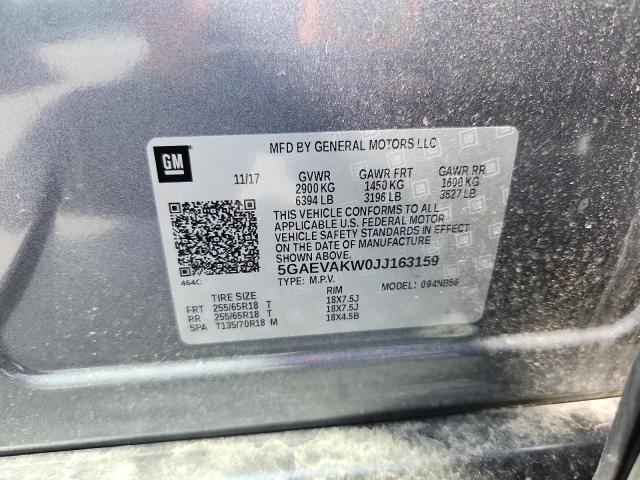 GM
MFD BY GENERAL MOTORS LLC
11/17 GVWR GAWR FRT GAWR RR
2900 KG 1450 KG 1600 KG
6394 LB 3196 LB 3527 LB
THIS VEHICLE CONFORMS TO ALL
APPLICABLE U.S. FEDERAL MOTOR
VEHICLE SAFETY STANDARDS IN EFFECT
ON THE DATE OF MANUFACTURE
SHOWN ABOVE.
5GAEVAKW0JJ163159
464C
TYPE: M.P.V. MODEL: 094NB56
TIRE SIZE RIM
FRT 255/65R18 T 18X7.5J
RR 255/65R18 T 18X7.5J
SPA T135/70R18 M 18X4.5B